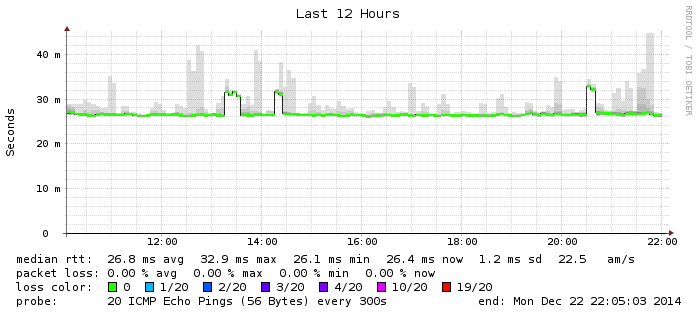 Last 12 Hours
RRDTOOL / TOBI OETIKER
Seconds
40 m
30 m
20 m
10 m
0
12:00 14:00 16:00 18:00 20:00 22:00
median rtt: 26.8 ms avg 32.9 ms max 26.1 ms min 26.4 ms now 1.2 ms sd 22.5 am/s
packet loss: 0.00 % avg 0.00 % max 0.00 % min 0.00 % now
loss color: 0 1/20 2/20 3/20 4/20 10/20 19/20
probe: 20 ICMP Echo Pings (56 Bytes) every 300s end: Mon Dec 22 22:05:03 2014